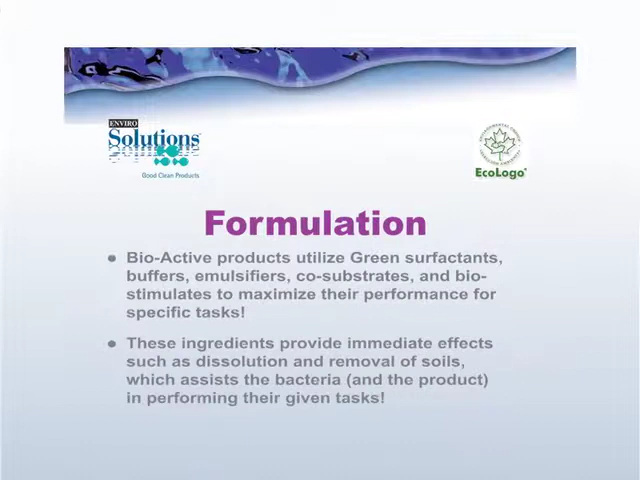 ENVIRO
Solutions
Good Clean Products
EcoLogo
Formulation
Bio-Active products utilize Green surfactants,
buffers, emulsifiers, co-substrates, and bio-
stimulates to maximize their performance for
specific tasks!
These ingredients provide immediate effects
such as dissolution and removal of soils,
which assists the bacteria (and the product)
in performing their given tasks!